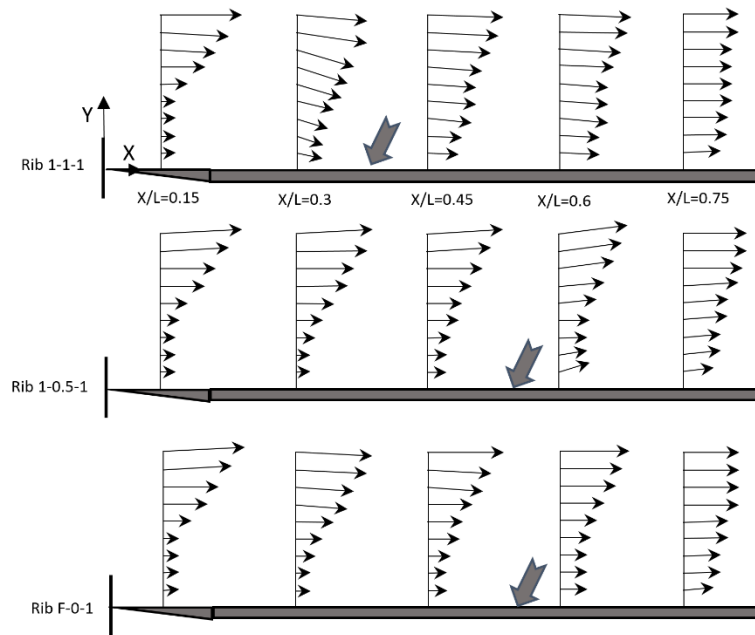 Y
X
Rib 1-1-1
X/L=0.15 X/L=0.3 X/L=0.45 X/L=0.6 X/L=0.75
Rib 1-0.5-1
Rib F-0-1